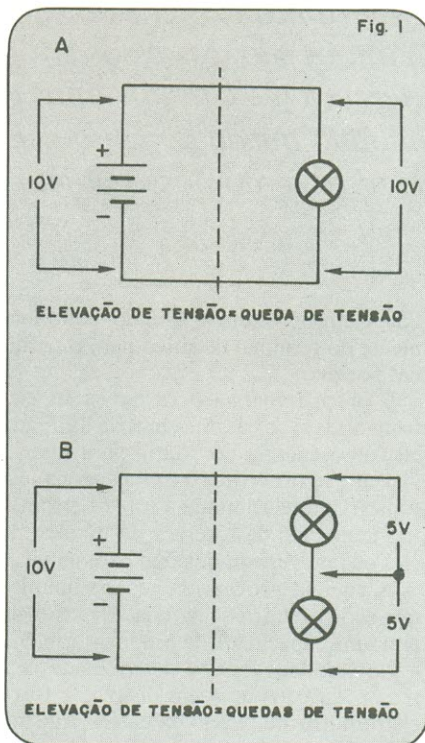 Fig. 1
A
+
10V
–
10V
ELEVAÇÃO DE TENSÃO = QUEDA DE TENSÃO
B
+
10V
–
5V
5V
ELEVAÇÃO DE TENSÃO = QUEDAS DE TENSÃO